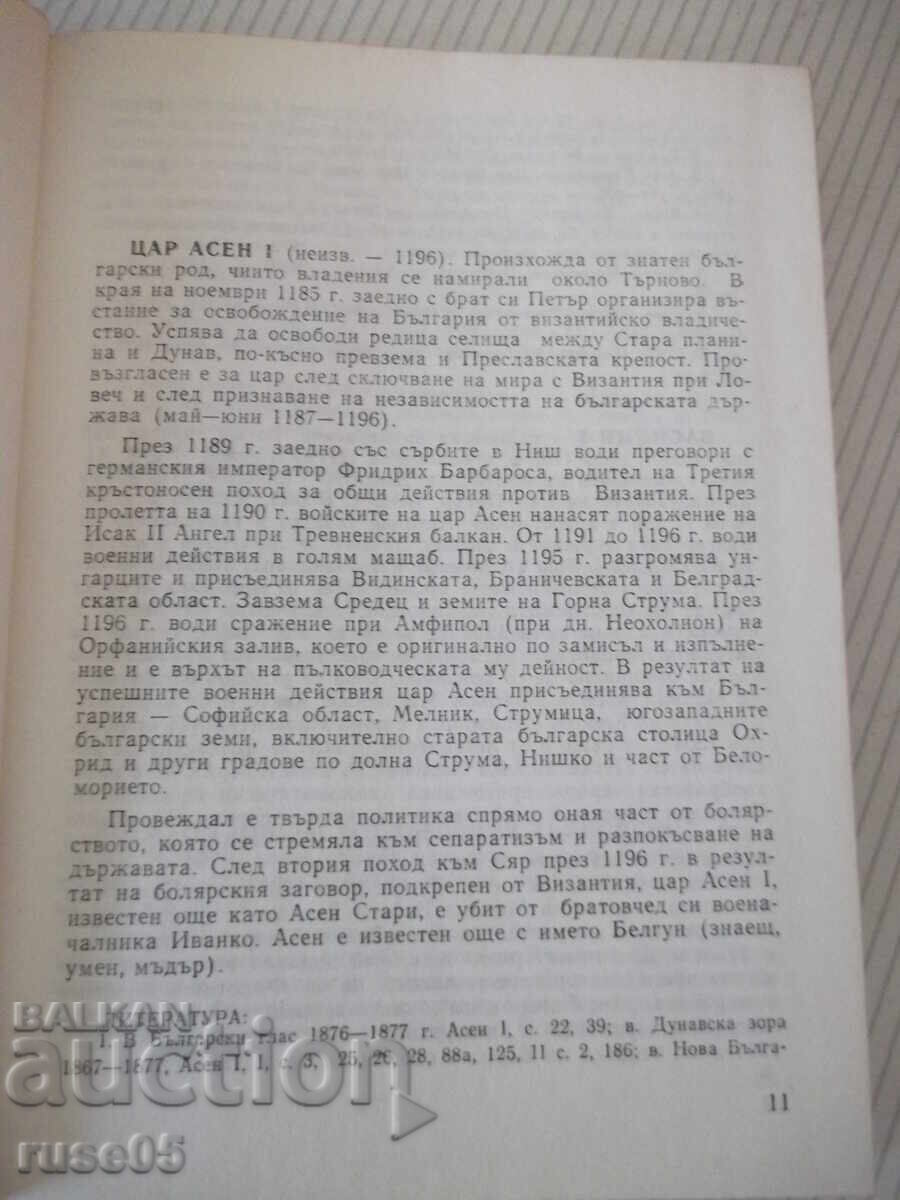 ЦАР АСЕН I (неизв. — 1196). Произхожда от знатен бъл-
гарски род, чиито владения се намирали около Търново. В
края на ноември 1185 г. заедно с брат си Петър организира въ-
стание за освобождение на България от византийско владиче-
ство. Успява да освободи редица селища между Стара плани-
на и Дунав, по-късно превзема и Преславската крепост. Про-
възгласен е за цар след сключване на мира с Византия при Ло-
веч и след признаване на независимостта на българската дър-
жава (май—юни 1187—1196).
През 1189 г. заедно със сърбите в Ниш води преговори с
германския император Фридрих Барбароса, водител на Третия
кръстоносен поход за общи действия против Византия. През
пролетта на 1190 г. войските на цар Асен нанасят поражение на
Исак II Ангел при Тревненския балкан. От 1191 до 1196 г. води
военни действия в голям мащаб. През 1195 г. разгромява ун-
гарците и присъединява Видинската, Браничевската и Белград-
ската област. Завзема Средец и земите на Горна Струма. През
1196 г. води сражение при Амфипол (при дн. Неохолнон) на
Орфанийския залив, което е оригинално по замисъл и изпълне-
ние и е върхът на пълководческата му дейност. В резултат на
успешните военни действия цар Асен присъединява към Бъл-
гария — Софийска област, Мелник, Струмица, югозападните
български земи, включително старата българска столица Ох-
рид и други градове по долна Струма, Нишко и част от Бело-
морието.
Провеждал е твърда политика спрямо оная част от боляр-
ството, която се стремяла към сепаратизъм и разпокъсване на
държавата. След втория поход към Сяр през 1196 г. в резул-
тат на болярския заговор, подкрепен от Византия, цар Асен I,
известен още като Асен Стари, е убит от братовчед си воена-
чалника Иванко. Асен е известен още с името Белгун (знаещ,
умен, мъдър).
ЛИТЕРАТУРА:
1. В Български глас 1876—1877 г. Асен I, с. 22, 39; в. Дунавска зора
1867—1877, Асен I, 1, с. 3, 25, 26, 28, 88а, 125, 11 с. 2, 186; в. Нова Бълга-
11
BALKAN
auction
ruse05